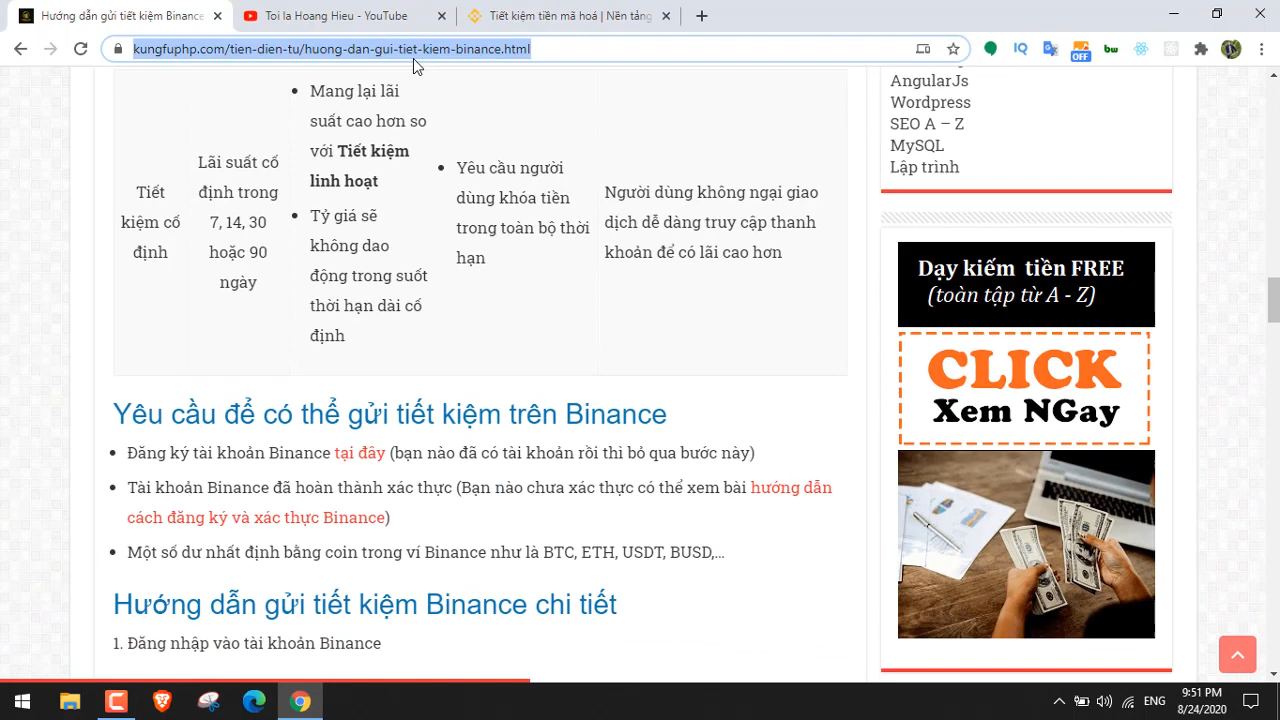 Hướng dẫn gửi tiết kiệm Binance
Toi la Hoang Hieu - YouTube
Tiết kiệm tiền mã hoá | Nền tảng
kungfuphp.com/tien-dien-tu/huong-dan-gui-tiet-kiem-binance.html
IQ
OFF
bw
Tiết
kiệm cố
định
Lãi suất cố
định trong
7, 14, 30
hoặc 90
ngày
Mang lại lãi
suất cao hơn so
với Tiết kiệm
linh hoạt
Tỷ giá sẽ
không dao
động trong suốt
thời hạn dài cố
định
Yêu cầu người
dùng khóa tiền
trong toàn bộ thời
hạn
Người dùng không ngại giao
dịch dễ dàng truy cập thanh
khoản để có lãi cao hơn
Yêu cầu để có thể gửi tiết kiệm trên Binance
Đăng ký tài khoản Binance tại đây (bạn nào đã có tài khoản rồi thì bỏ qua bước này)
Tài khoản Binance đã hoàn thành xác thực (Bạn nào chưa xác thực có thể xem bài hướng dẫn
cách đăng ký và xác thực Binance)
Một số dư nhất định bằng coin trong ví Binance như là BTC, ETH, USDT, BUSD,...
Hướng dẫn gửi tiết kiệm Binance chi tiết
1. Đăng nhập vào tài khoản Binance
AngularJs
Wordpress
SEO A – Z
MySQL
Lập trình
Dạy kiếm tiền FREE
(toàn tập từ A - Z)
CLICK
Xem NGay
ENG
9:51 PM
8/24/2020